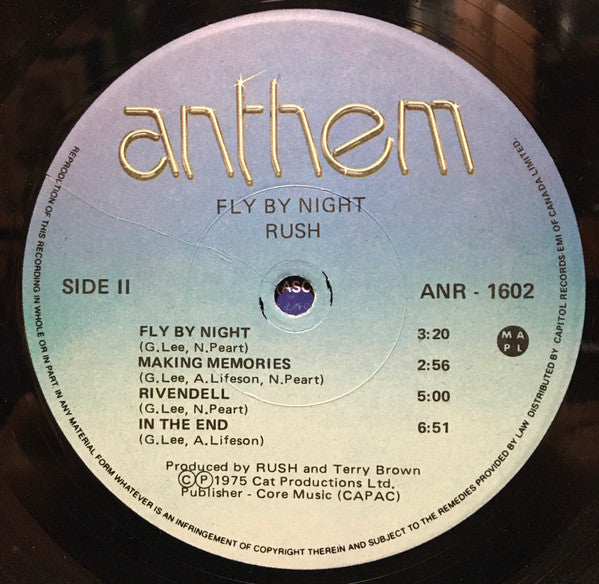 anthem
FLY BY NIGHT
RUSH
SIDE II
ANR - 1602
ASC
FLY BY NIGHT 3:20
(G.Lee, N.Peart)
MAKING MEMORIES 2:56
(G.Lee, A.Lifeson, N.Peart)
RIVENDELL 5:00
(G.Lee, N.Peart)
IN THE END 6:51
(G.Lee, A.Lifeson)
M A
P L
Produced by RUSH and Terry Brown
Ⓒ Ⓟ 1975 Cat Productions Ltd.
Publisher - Core Music (CAPAC)
REPRODUTION OF THIS RECORDING IN WHOLE OR IN PART, IN ANY MATERIAL FORM WHATEVER IS AN INFRINGEMENT OF COPYRIGHT THEREIN AND SUBJECT TO THE REMEDIES PROVIDED BY LAW DISTRIBUTED BY CAPITOL RECORDS-EMI OF CANADA LIMITED.